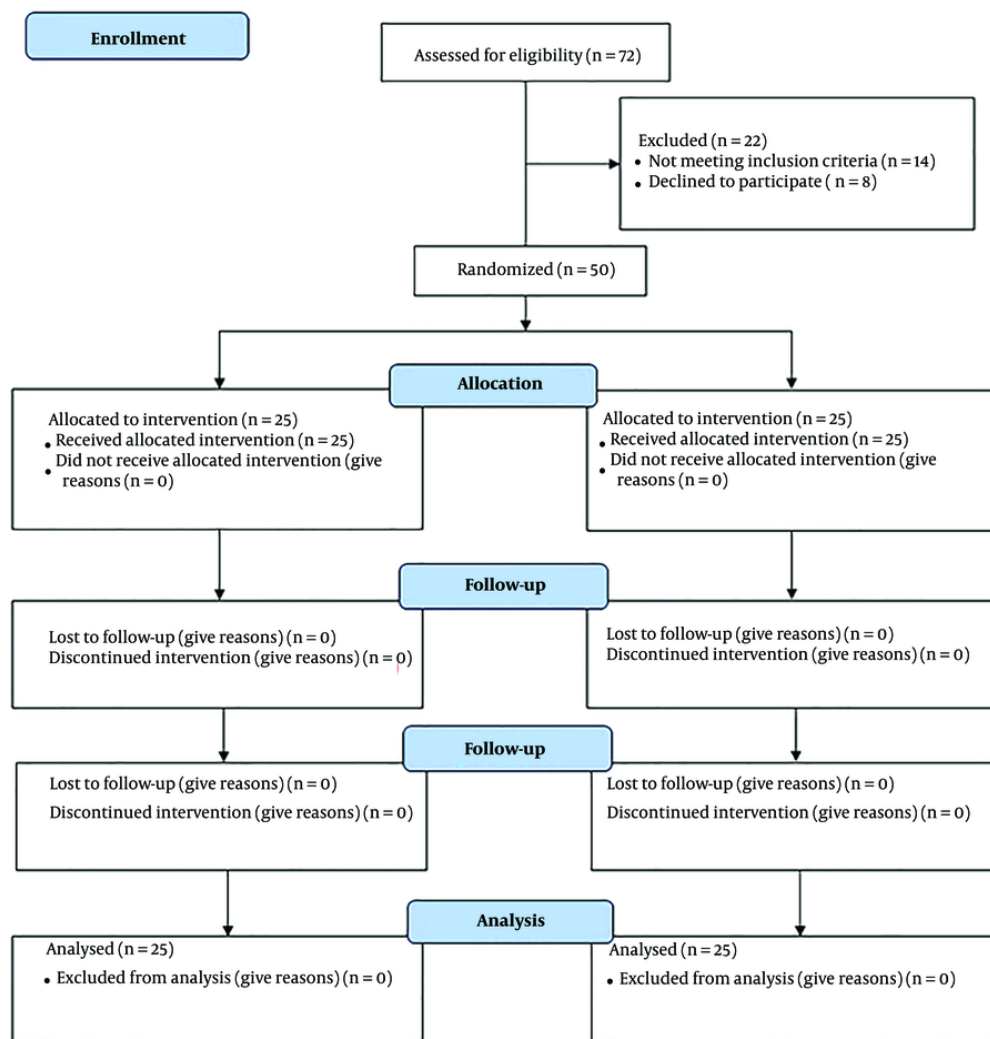 Enrollment
Assessed for eligibility (n = 72)
Excluded (n = 22)
• Not meeting inclusion criteria (n = 14)
• Declined to participate ( n = 8)
Randomized (n = 50)
Allocation
Allocated to intervention (n = 25)
• Received allocated intervention (n = 25)
• Did not receive allocated intervention (give
reasons (n = 0)
Allocated to intervention (n = 25)
• Received allocated intervention (n = 25)
• Did not receive allocated intervention (give
reasons (n = 0)
Follow-up
Lost to follow-up (give reasons) (n = 0)
Discontinued intervention (give reasons) (n = 0)
Lost to follow-up (give reasons) (n = 0)
Discontinued intervention (give reasons) (n = 0)
Follow-up
Lost to follow-up (give reasons) (n = 0)
Discontinued intervention (give reasons) (n = 0)
Lost to follow-up (give reasons) (n = 0)
Discontinued intervention (give reasons) (n = 0)
Analysis
Analysed (n = 25)
• Excluded from analysis (give reasons) (n = 0)
Analysed (n = 25)
• Excluded from analysis (give reasons) (n = 0)